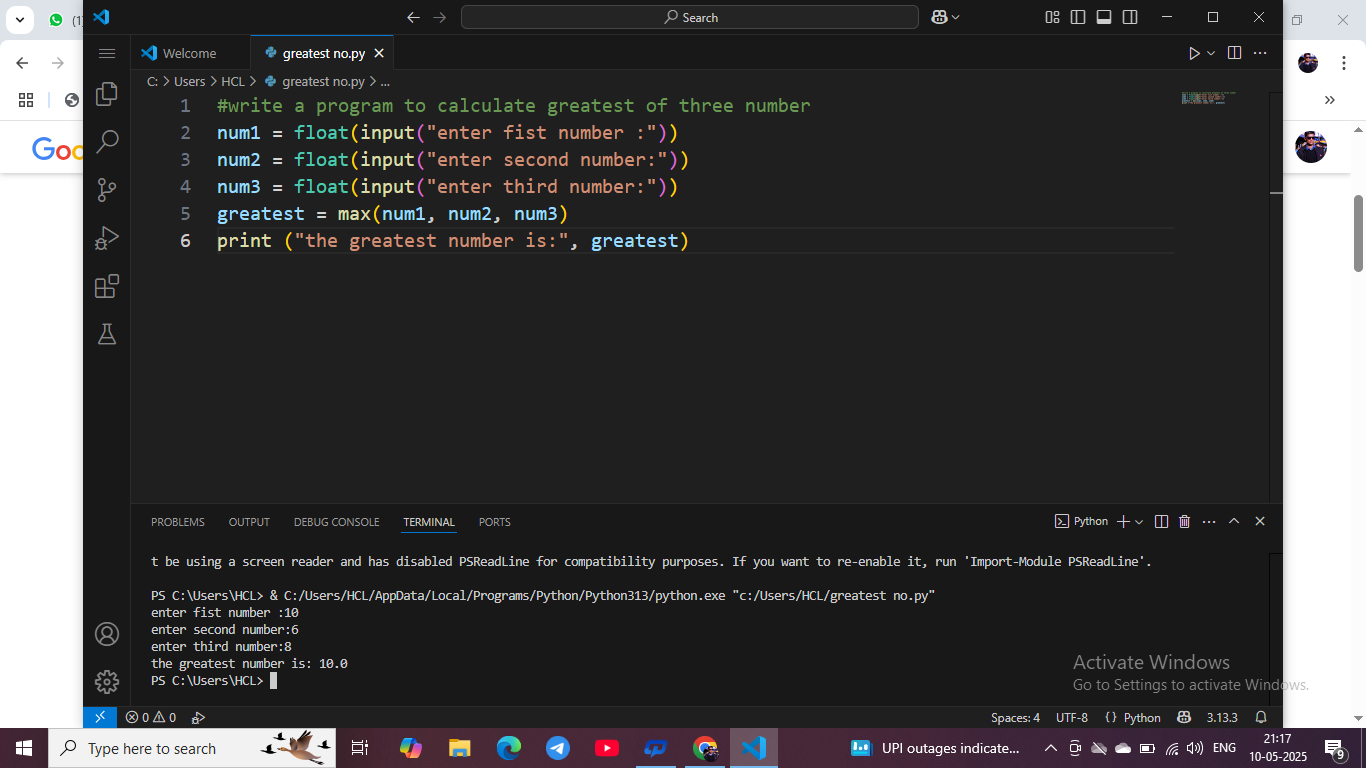 (1)
Search
Welcome
greatest no.py
C: > Users > HCL > greatest no.py > ...
Goo
1 #write a program to calculate greatest of three number
2 num1 = float(input("enter fist number :"))
3 num2 = float(input("enter second number:"))
4 num3 = float(input("enter third number:"))
5 greatest = max(num1, num2, num3)
6 print ("the greatest number is:", greatest)
PROBLEMS OUTPUT DEBUG CONSOLE TERMINAL PORTS
Python
t be using a screen reader and has disabled PSReadLine for compatibility purposes. If you want to re-enable it, run 'Import-Module PSReadLine'.
PS C:\Users\HCL> & C:/Users/HCL/AppData/Local/Programs/Python/Python313/python.exe "c:/Users/HCL/greatest no.py"
enter fist number :10
enter second number:6
enter third number:8
the greatest number is: 10.0
PS C:\Users\HCL>
Activate Windows
Go to Settings to activate Windows.
0 0
Spaces: 4 UTF-8 {} Python 3.13.3
Type here to search
UPI outages indicate...
ENG
21:17
10-05-2025
9